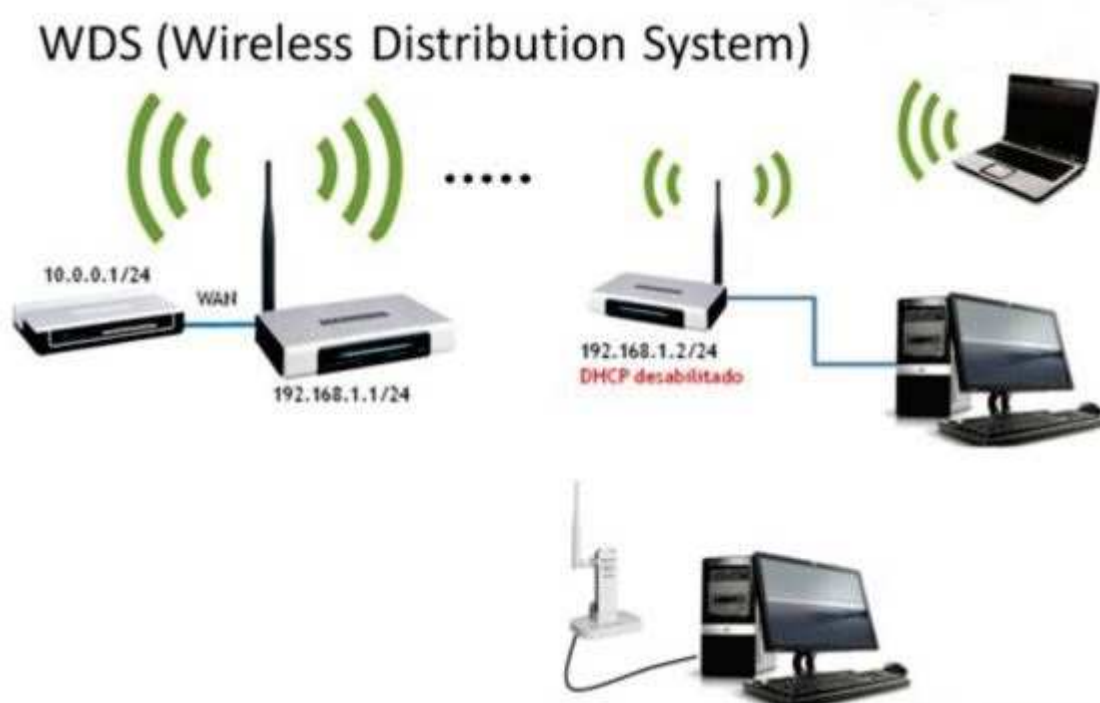 WDS (Wireless Distribution System)
10.0.0.1/24
WAN
192.168.1.1/24
192.168.1.2/24
DHCP desabilitado